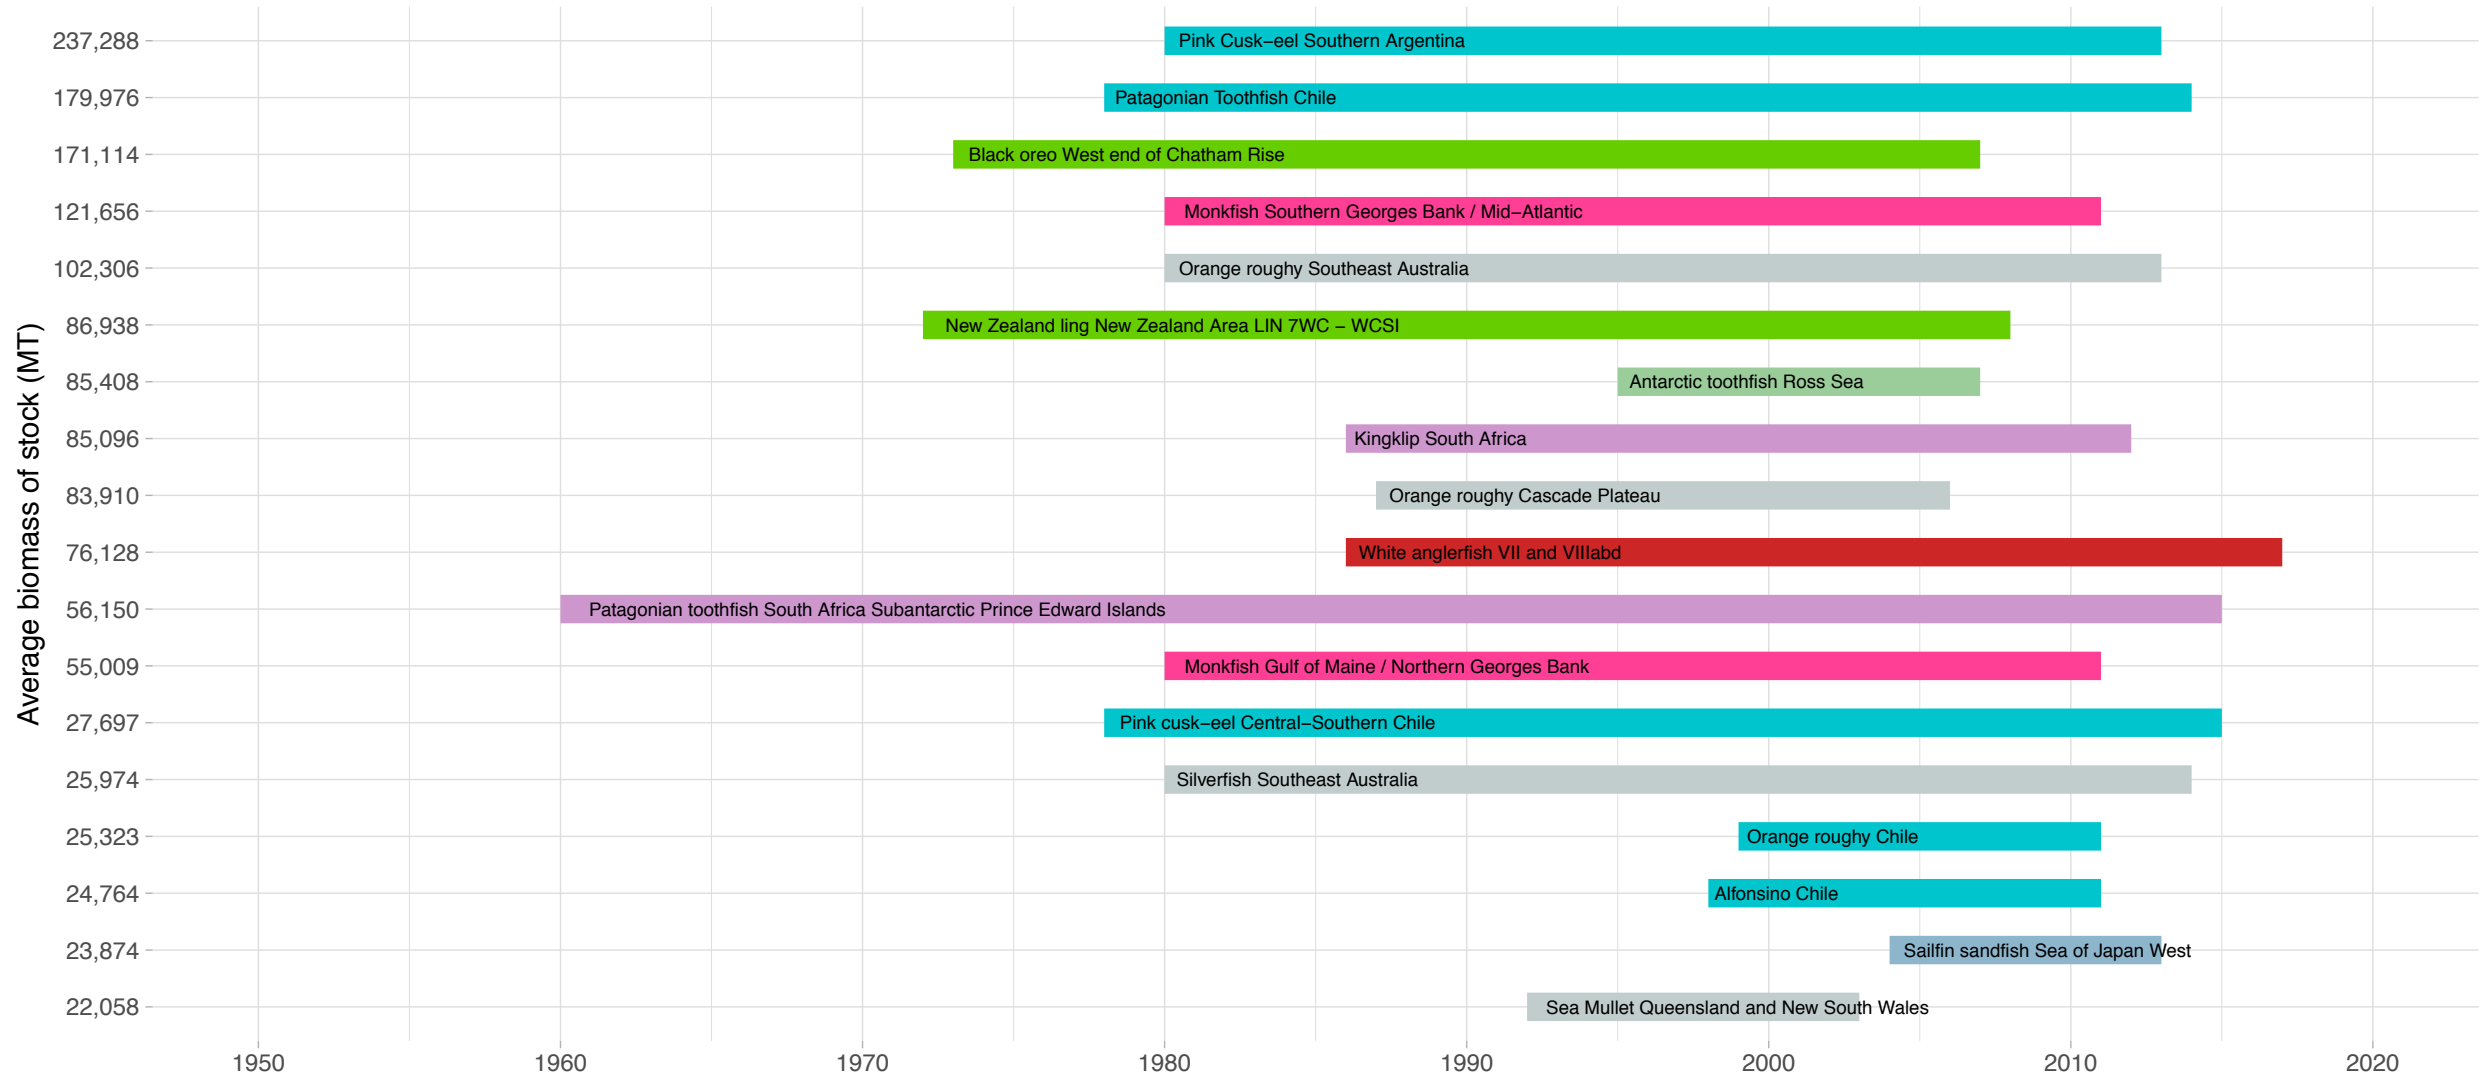 Average biomass of stock (MT)
237,288 Pink Cusk–eel Southern Argentina
179,976 Patagonian Toothfish Chile
171,114 Black oreo West end of Chatham Rise
121,656 Monkfish Southern Georges Bank / Mid–Atlantic
102,306 Orange roughy Southeast Australia
86,938 New Zealand ling New Zealand Area LIN 7WC – WCSI
85,408 Antarctic toothfish Ross Sea
85,096 Kingklip South Africa
83,910 Orange roughy Cascade Plateau
76,128 White anglerfish VII and VIIIabd
56,150 Patagonian toothfish South Africa Subantarctic Prince Edward Islands
55,009 Monkfish Gulf of Maine / Northern Georges Bank
27,697 Pink cusk–eel Central–Southern Chile
25,974 Silverfish Southeast Australia
25,323 Orange roughy Chile
24,764 Alfonsino Chile
23,874 Sailfin sandfish Sea of Japan West
22,058 Sea Mullet Queensland and New South Wales
1950 1960 1970 1980 1990 2000 2010 2020